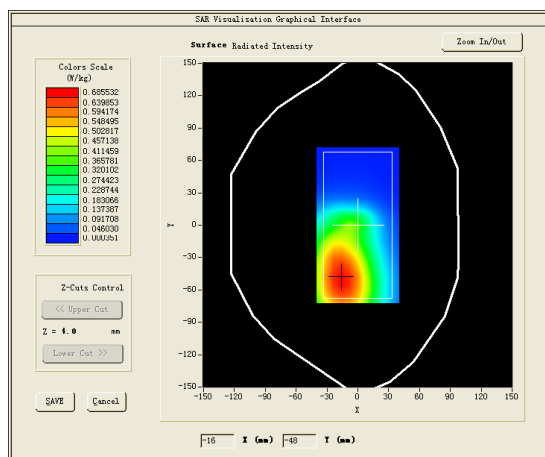 SAR Visualisation Graphical Interface
Surface Radiated Intensity
Zoom In/Out
Colors Scale
(W/kg)
0.685532
0.639853
0.594174
0.548495
0.502817
0.457138
0.411459
0.365781
0.320102
0.274423
0.228744
0.183066
0.137387
0.091708
0.046030
0.000351
150
120
90
60
30
0
-30
-60
-90
-120
-150
Y
-150 -120 -90 -60 -30 0 30 60 90 120 150
X
Z-Cuts Control
<< Upper Cut
Z = 4.0 mm
Lower Cut >>
SAVE Cancel
-16 X (mm) -48 Y (mm)